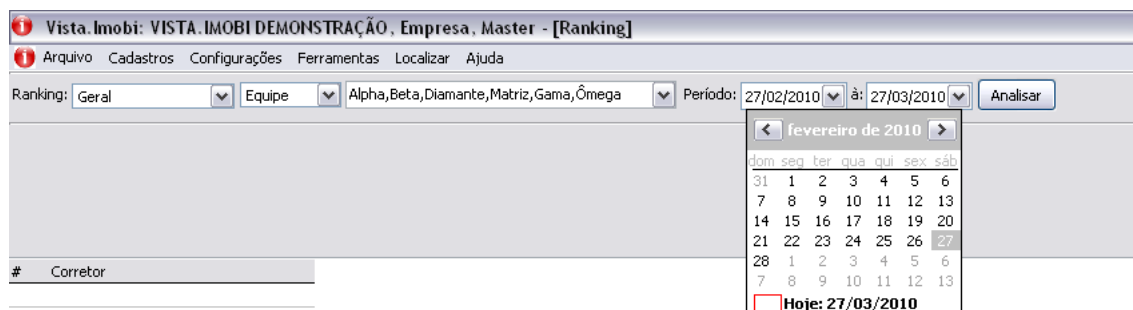 Vista.Imobi: VISTA.IMOBI DEMONSTRAÇÃO, Empresa, Master - [Ranking]
Arquivo Cadastros Configurações Ferramentas Localizar Ajuda
Ranking: Geral Equipe Alpha,Beta,Diamante,Matriz,Gama,Ômega Período: 27/02/2010 à: 27/03/2010 Analisar
fevereiro de 2010
dom seg ter qua qui sex sáb
31 1 2 3 4 5 6
7 8 9 10 11 12 13
14 15 16 17 18 19 20
21 22 23 24 25 26 27
28 1 2 3 4 5 6
7 8 9 10 11 12 13
Hoje: 27/03/2010
# Corretor